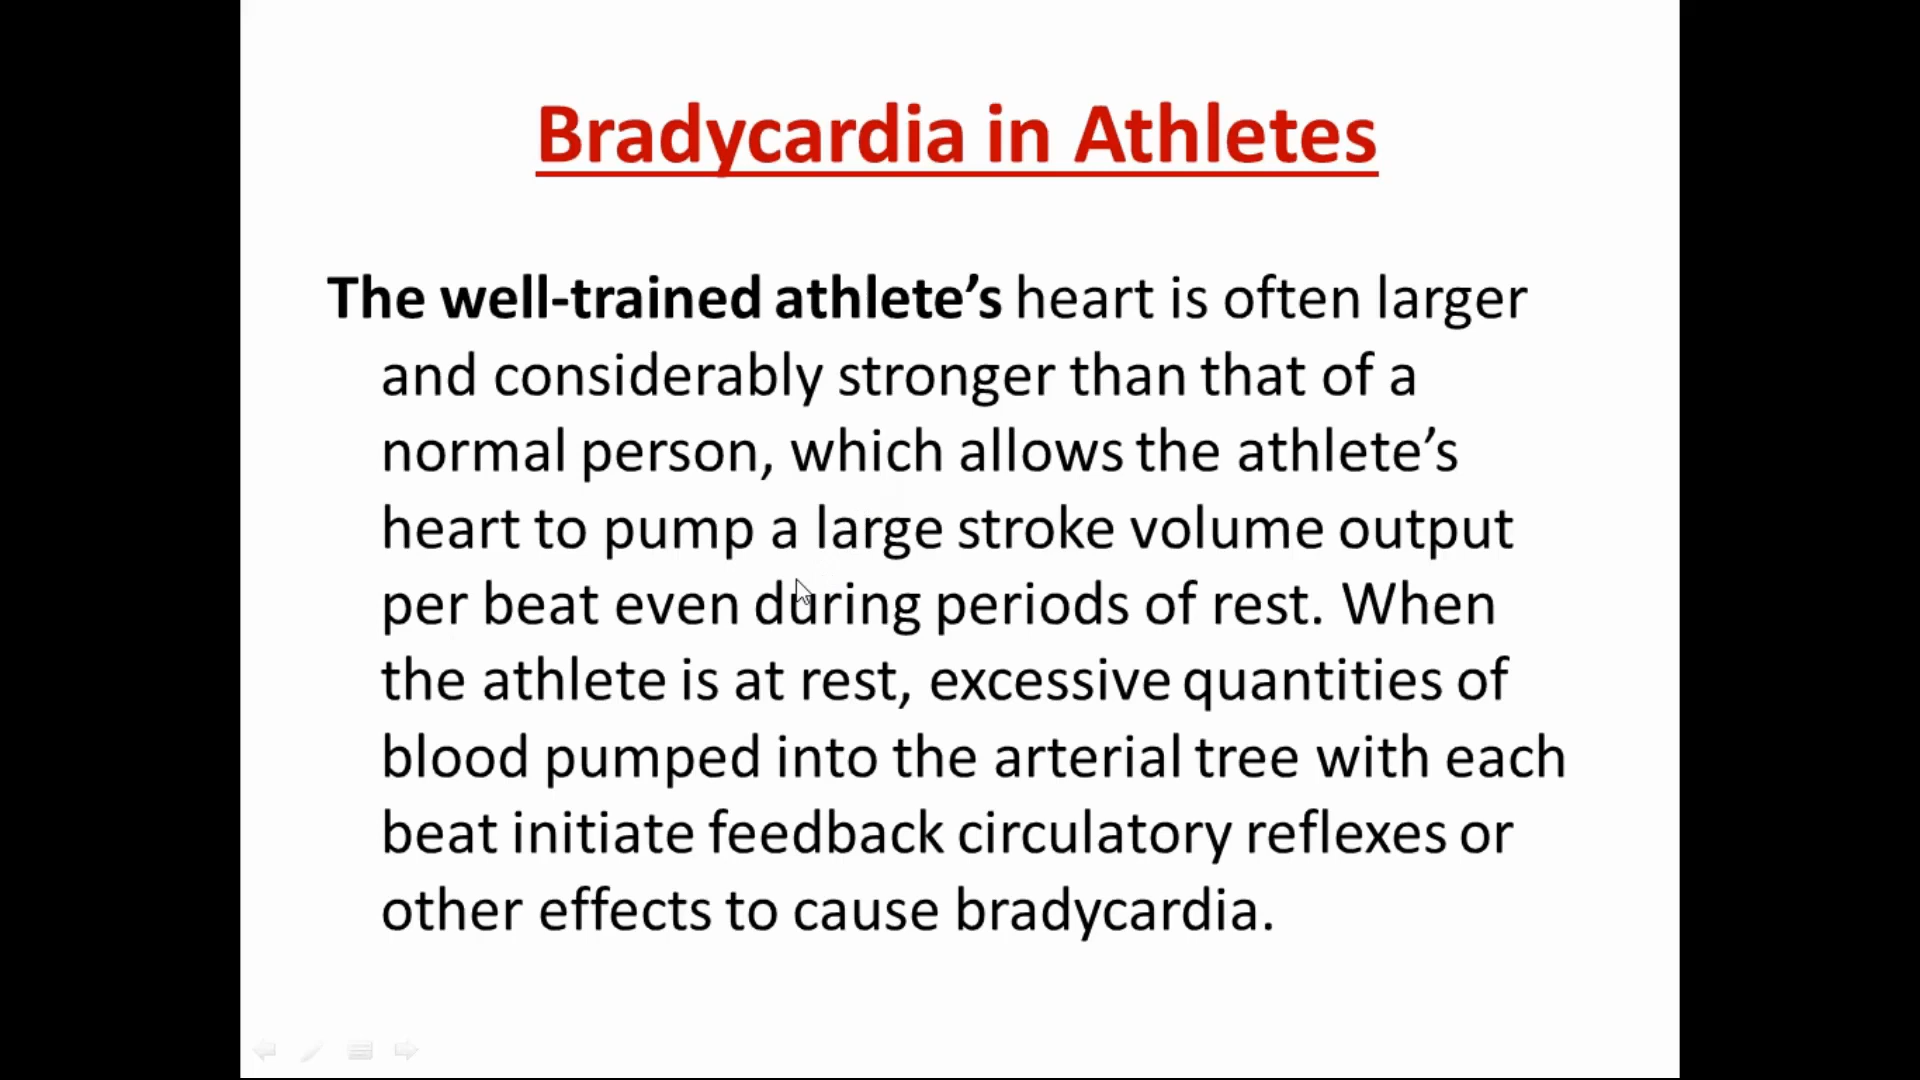 Bradycardia in Athletes
The well-trained athlete’s heart is often larger
and considerably stronger than that of a
normal person, which allows the athlete’s
heart to pump a large stroke volume output
per beat even during periods of rest. When
the athlete is at rest, excessive quantities of
blood pumped into the arterial tree with each
beat initiate feedback circulatory reflexes or
other effects to cause bradycardia.